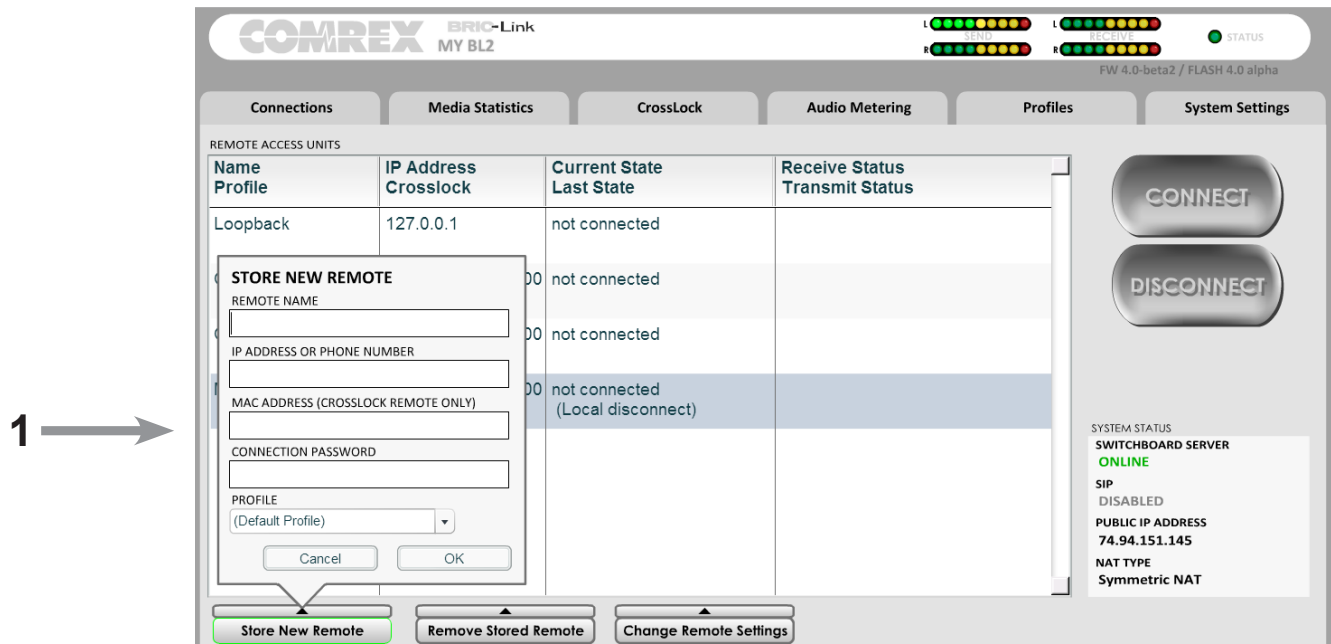 COMREX BRIC-Link
MY BL2
L SEND
R
L RECEIVE
R
STATUS
FW 4.0-beta2 / FLASH 4.0 alpha
Connections Media Statistics CrossLock Audio Metering Profiles System Settings
REMOTE ACCESS UNITS
Name IP Address Current State Receive Status
Profile Crosslock Last State Transmit Status
Loopback 127.0.0.1 not connected
00 not connected
00 not connected
00 not connected
(Local disconnect)
STORE NEW REMOTE
REMOTE NAME
IP ADDRESS OR PHONE NUMBER
MAC ADDRESS (CROSSLOCK REMOTE ONLY)
CONNECTION PASSWORD
PROFILE
(Default Profile)
Cancel OK
1
CONNECT
DISCONNECT
SYSTEM STATUS
SWITCHBOARD SERVER
ONLINE
SIP
DISABLED
PUBLIC IP ADDRESS
74.94.151.145
NAT TYPE
Symmetric NAT
Store New Remote Remove Stored Remote Change Remote Settings